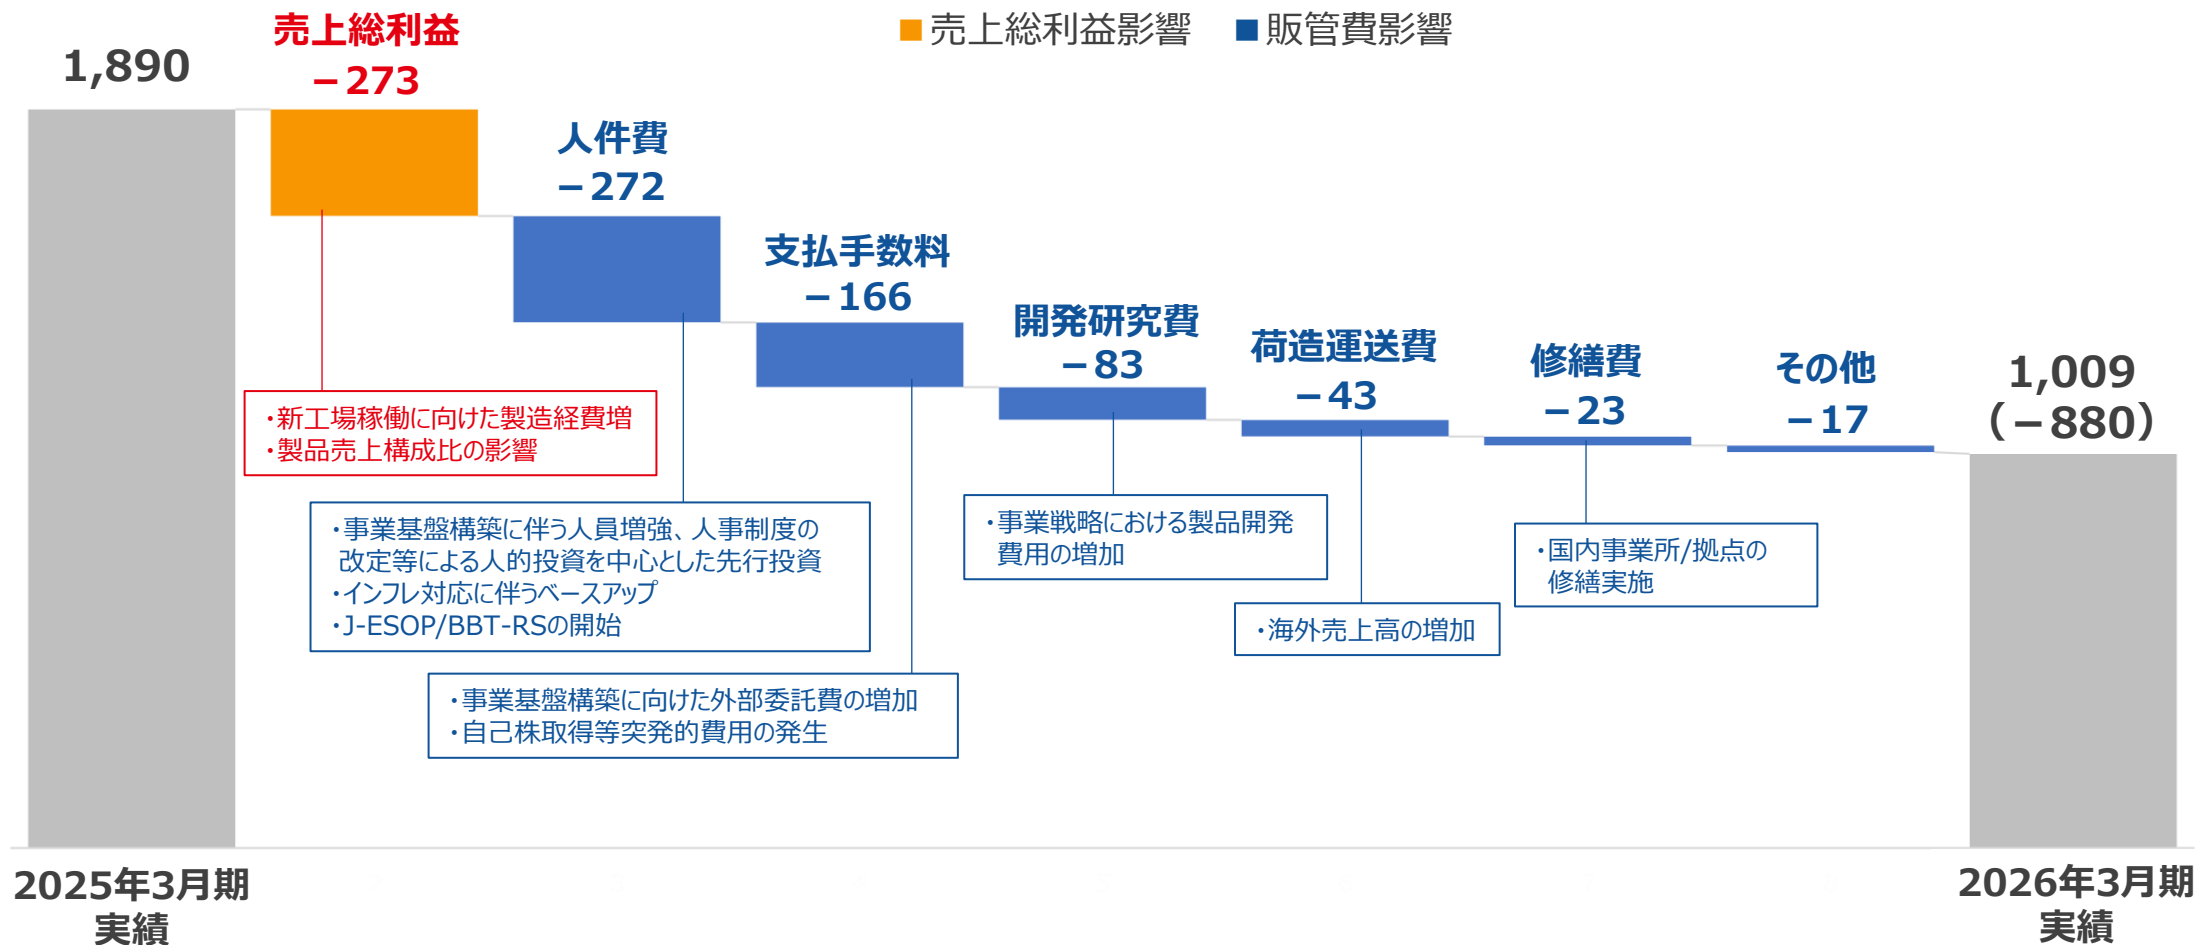 ■売上総利益影響 ■販管費影響
1,890
売上総利益
－273
人件費
－272
支払手数料
－166
開発研究費
－83
荷造運送費
－43
修繕費
－23
その他
－17
1,009
(－880)
・新工場稼働に向けた製造経費増
・製品売上構成比の影響
・事業基盤構築に伴う人員増強、人事制度の
改定等による人的投資を中心とした先行投資
・インフレ対応に伴うベースアップ
・J-ESOP/BBT-RSの開始
・事業基盤構築に向けた外部委託費の増加
・自己株取得等突発的費用の発生
・事業戦略における製品開発
費用の増加
・海外売上高の増加
・国内事業所/拠点の
修繕実施
2025年3月期
実績
2026年3月期
実績